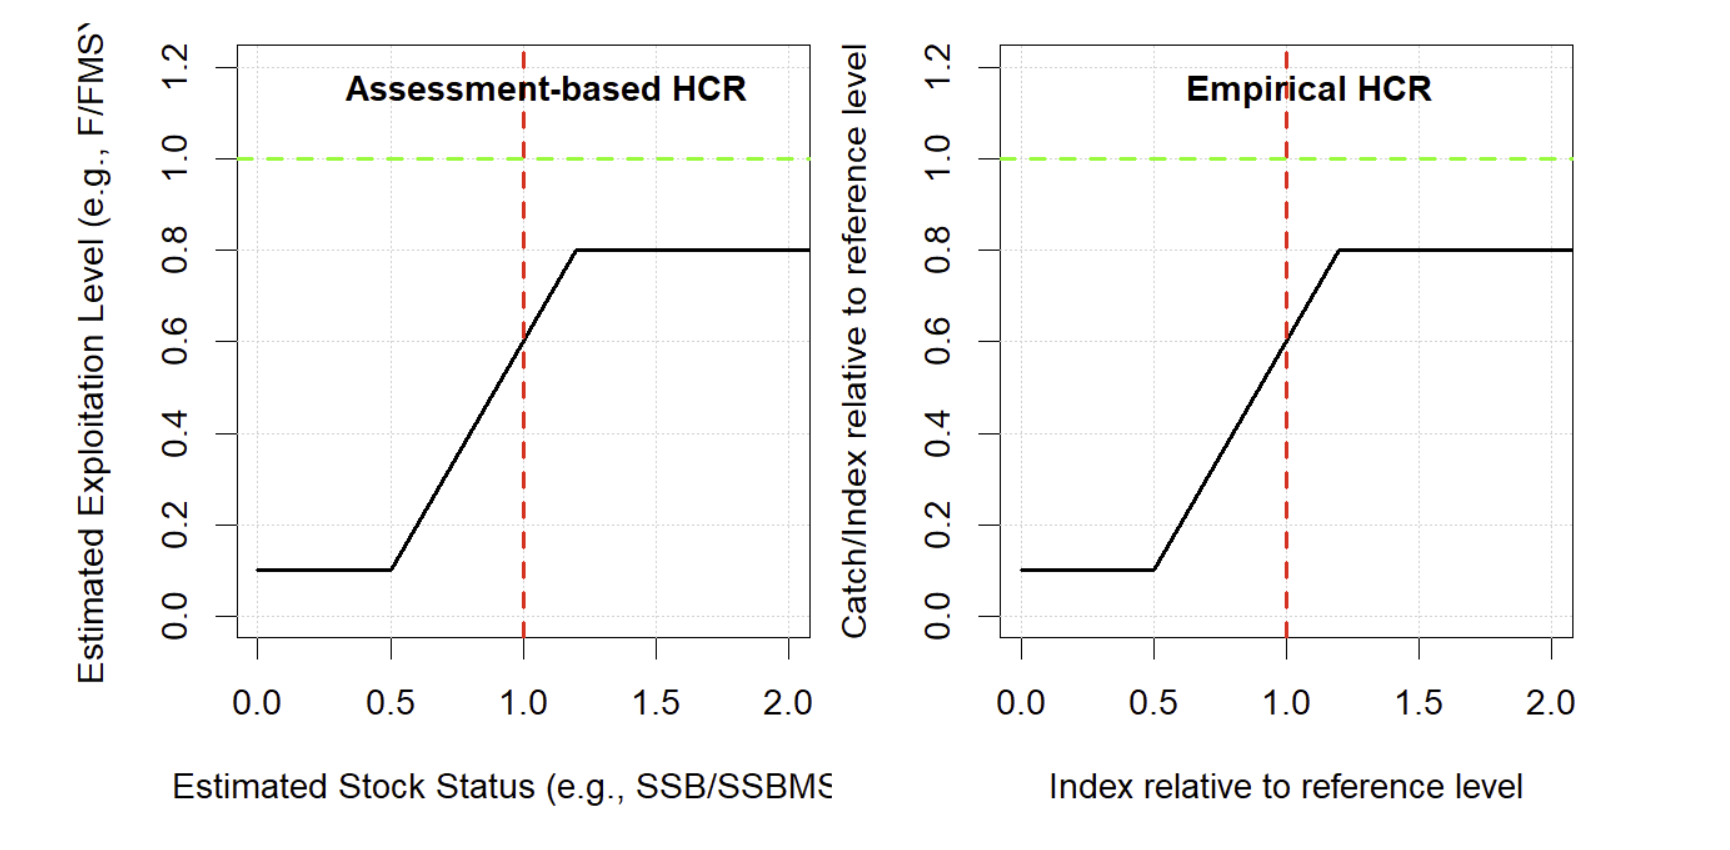 Assessment-based HCR
Estimated Exploitation Level (e.g., F/FMSY
1.2
1.0
0.8
0.6
0.4
0.2
0.0
0.0 0.5 1.0 1.5 2.0
Estimated Stock Status (e.g., SSB/SSBMS
Empirical HCR
Catch/Index relative to reference level
1.2
1.0
0.8
0.6
0.4
0.2
0.0
0.0 0.5 1.0 1.5 2.0
Index relative to reference level